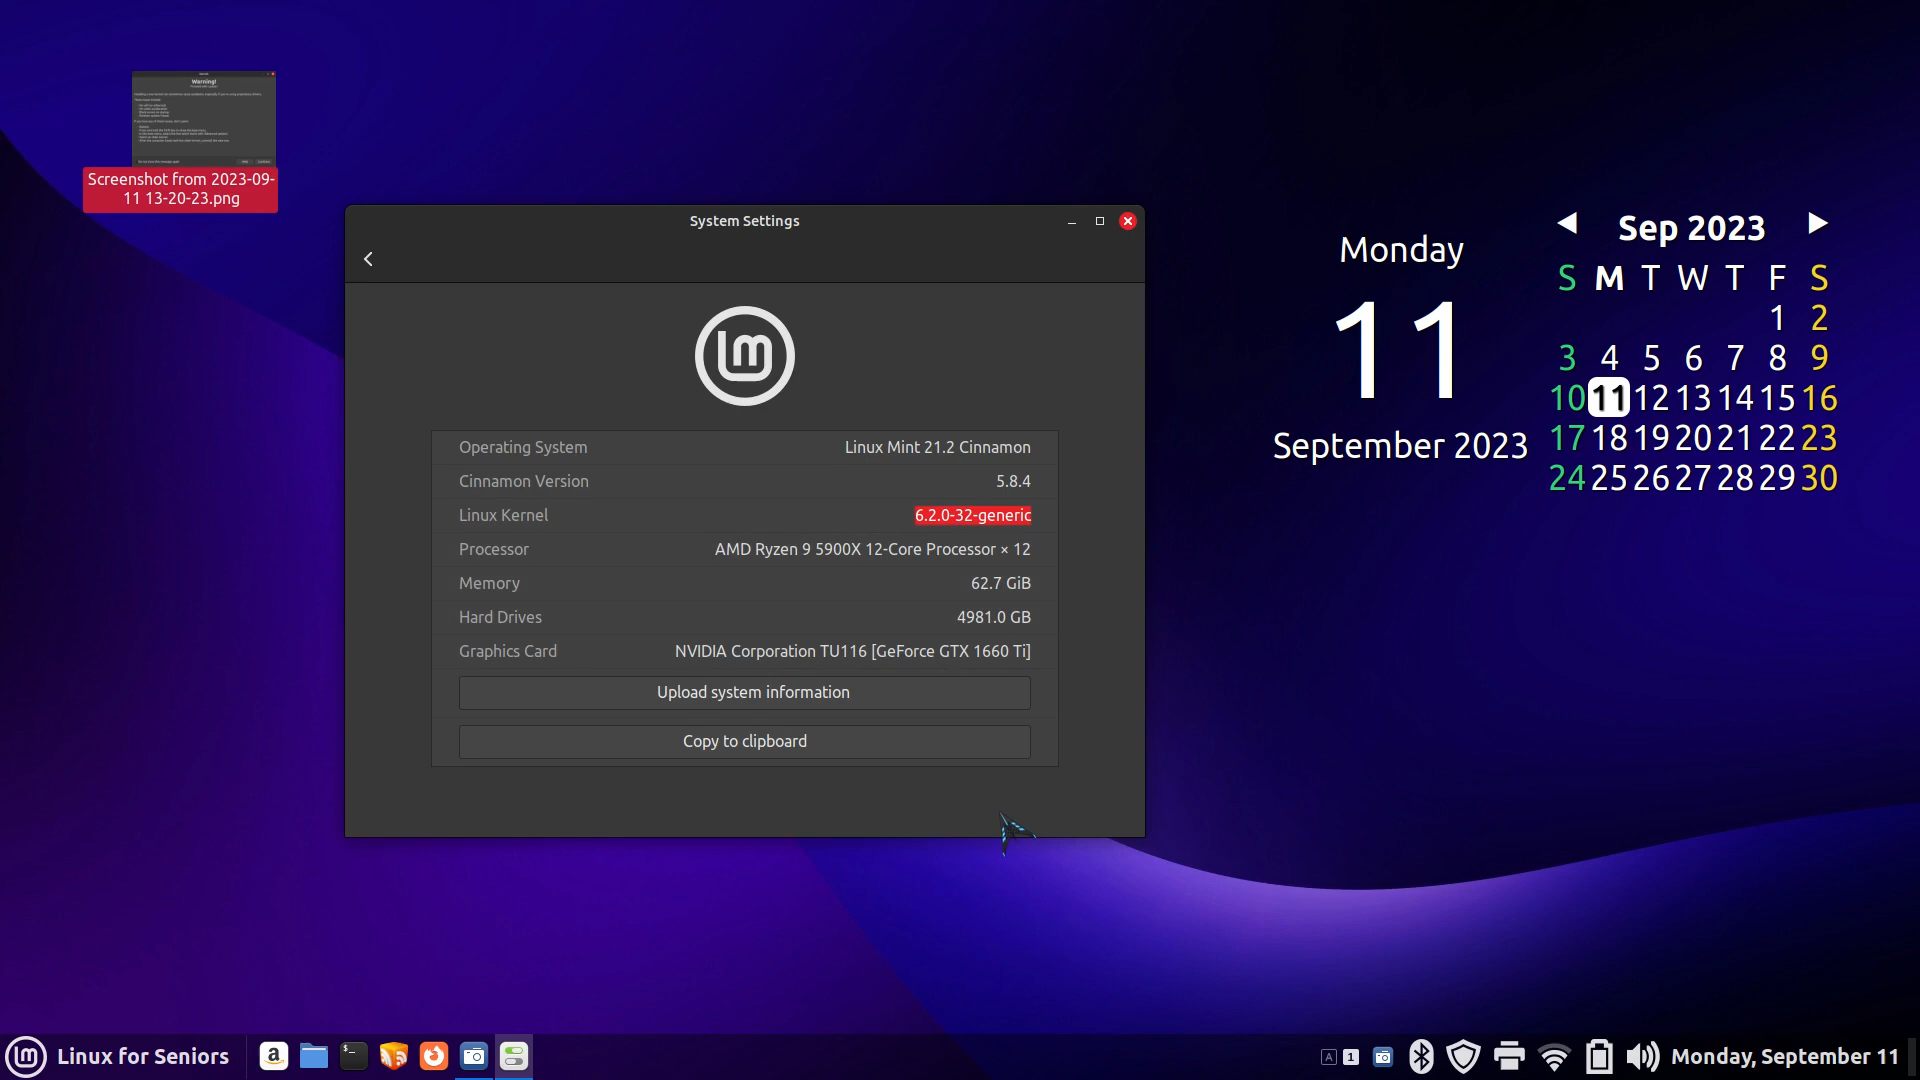 Warning!
Screenshot from 2023-09-
11 13-20-23.png
System Settings
Operating System Linux Mint 21.2 Cinnamon
Cinnamon Version 5.8.4
Linux Kernel 6.2.0-32-generic
Processor AMD Ryzen 9 5900X 12-Core Processor × 12
Memory 62.7 GiB
Hard Drives 4981.0 GB
Graphics Card NVIDIA Corporation TU116 [GeForce GTX 1660 Ti]
Upload system information
Copy to clipboard
Monday
11
September 2023
Sep 2023
S M T W T F S
1 2
3 4 5 6 7 8 9
10 11 12 13 14 15 16
17 18 19 20 21 22 23
24 25 26 27 28 29 30
Linux for Seniors
A 1
Monday, September 11